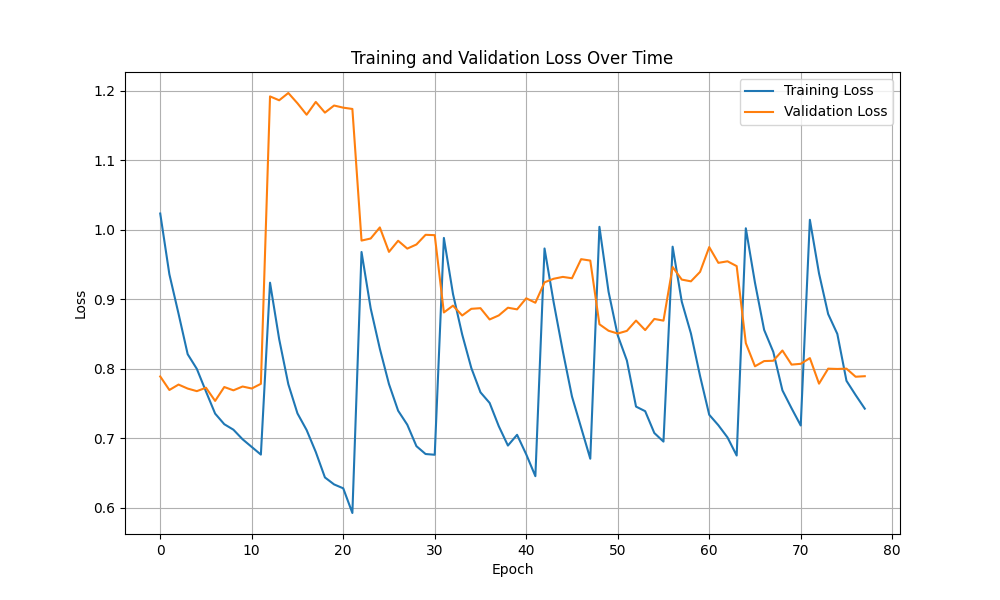 Training and Validation Loss Over Time
Training Loss
Validation Loss
1.2
1.1
1.0
0.9
0.8
0.7
0.6
Loss
0 10 20 30 40 50 60 70 80
Epoch